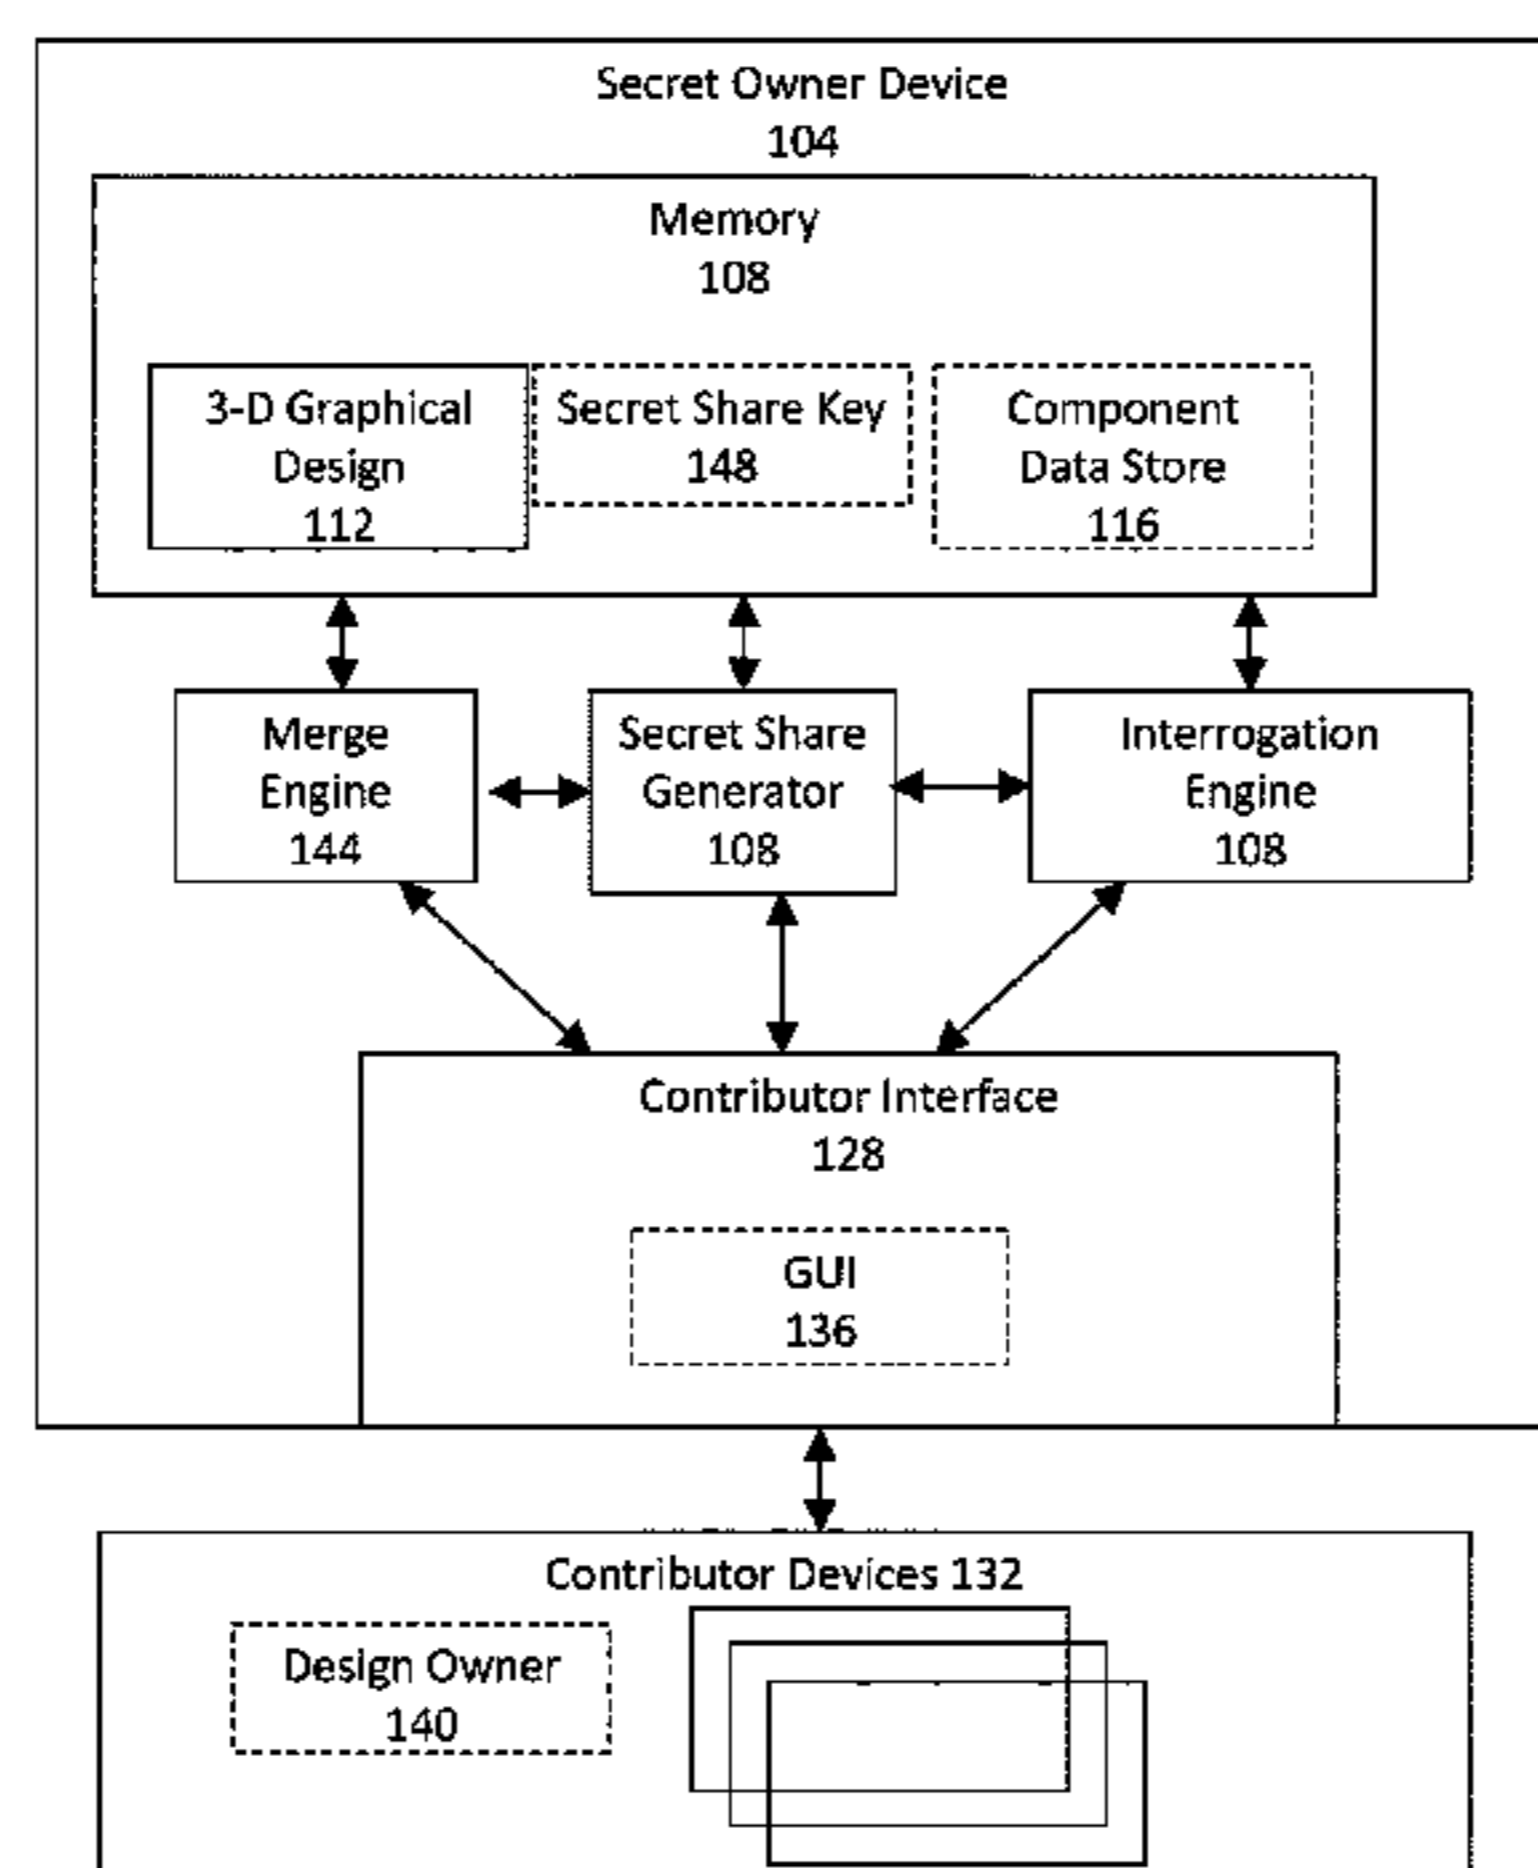 Secret Owner Device
104
Memory
108
3-D Graphical
Design
112
Secret Share Key
148
Component
Data Store
116
Merge
Engine
144
Secret Share
Generator
108
Interrogation
Engine
108
Contributor Interface
128
GUI
136
Contributor Devices 132
Design Owner
140